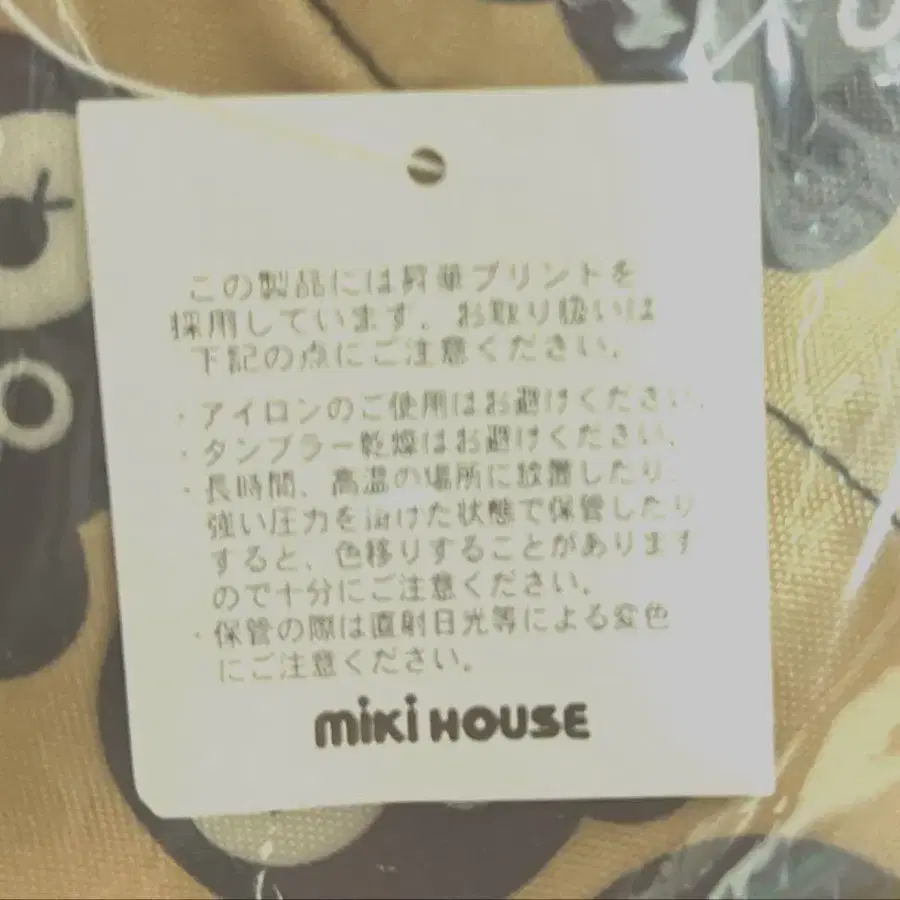 この製品には昇華プリントを
採用しています。お取り扱いは
下記の点にご注意ください。
・アイロンのご使用はお避けください。
・タンブラー乾燥はお避けください。
・長時間、高温の場所に放置したり、
強い圧力を掛けた状態で保管したり
すると、色移りすることがあります
ので十分にご注意ください。
・保管の際は直射日光等による変色
にご注意ください。
miki HOUSE